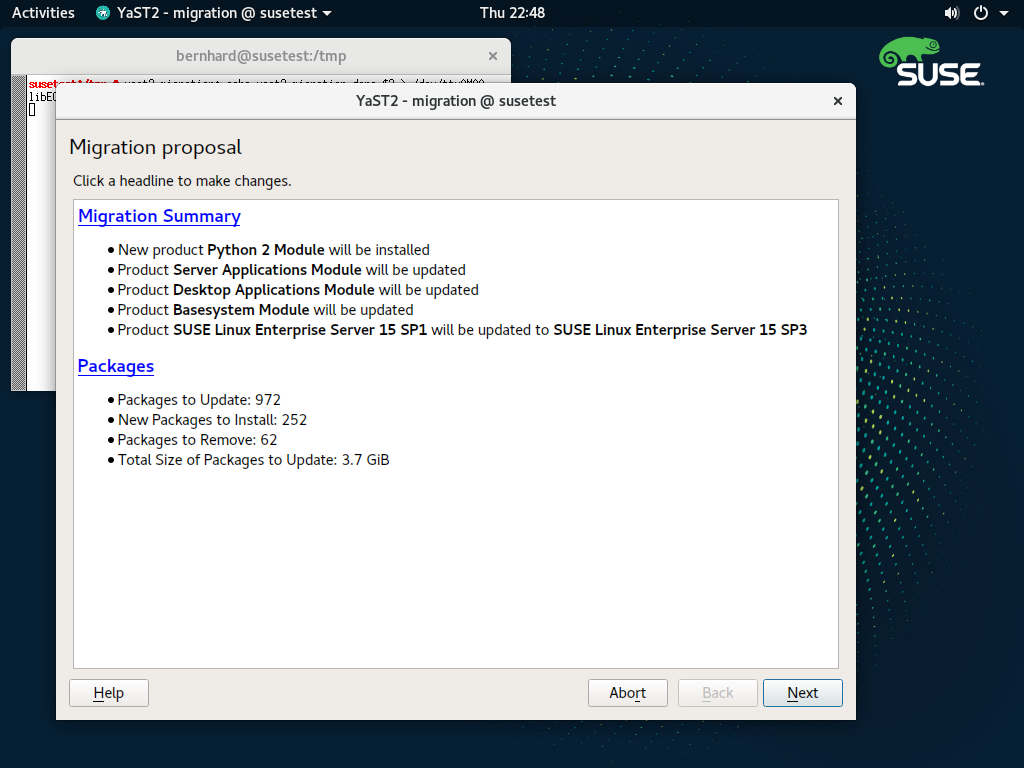 Activities YaST2 - migration @ susetest Thu 22:48
bernhard@susetest:/tmp
SUSE
YaST2 - migration @ susetest
Migration proposal
Click a headline to make changes.
Migration Summary
New product Python 2 Module will be installed
Product Server Applications Module will be updated
Product Desktop Applications Module will be updated
Product Basesystem Module will be updated
Product SUSE Linux Enterprise Server 15 SP1 will be updated to SUSE Linux Enterprise Server 15 SP3
Packages
Packages to Update: 972
New Packages to Install: 252
Packages to Remove: 62
Total Size of Packages to Update: 3.7 GiB
Help Abort Back Next